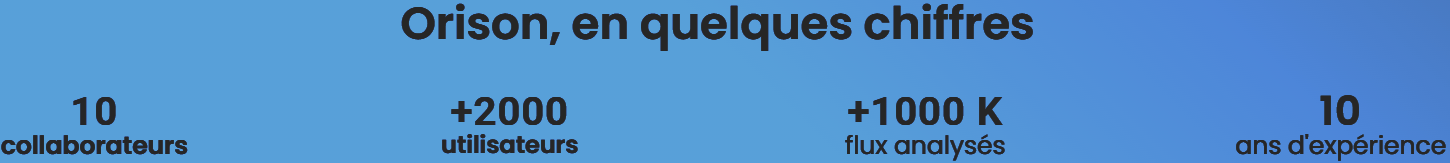 Orison, en quelques chiffres
10
collaborateurs
+2000
utilisateurs
+1000 K
flux analysés
10
ans d'expérience